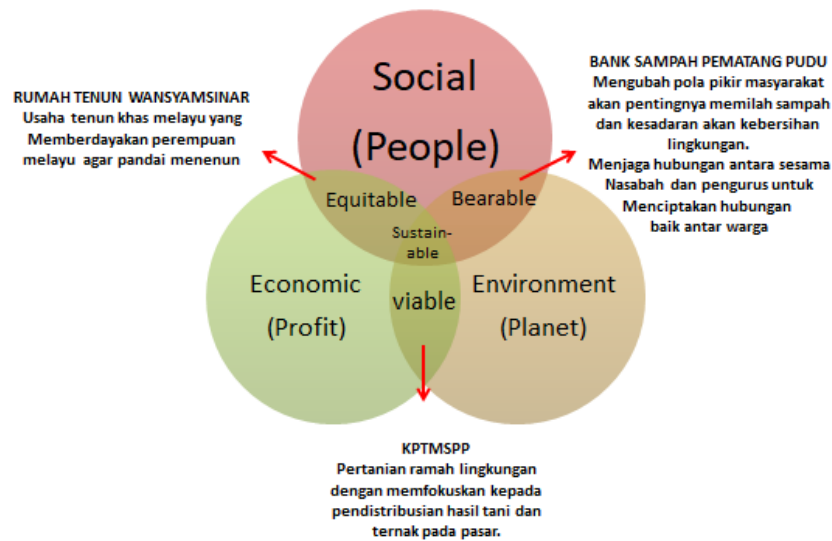 Social
(People)
RUMAH TENUN WANSYAMSINAR
Usaha tenun khas melayu yang
Memberdayakan perempuan
melayu agar pandai menenun
BANK SAMPAH PEMATANG PUDU
Mengubah pola pikir masyarakat
akan pentingnya memilah sampah
dan kesadaran akan kebersihan
lingkungan.
Menjaga hubungan antara sesama
Nasabah dan pengurus untuk
Menciptakan hubungan
baik antar warga
Equitable
Bearable
Sustain-
able
Economic
(Profit)
viable
Environment
(Planet)
KPTMSPP
Pertanian ramah lingkungan
dengan memfokuskan kepada
pendistribusian hasil tani dan
ternak pada pasar.